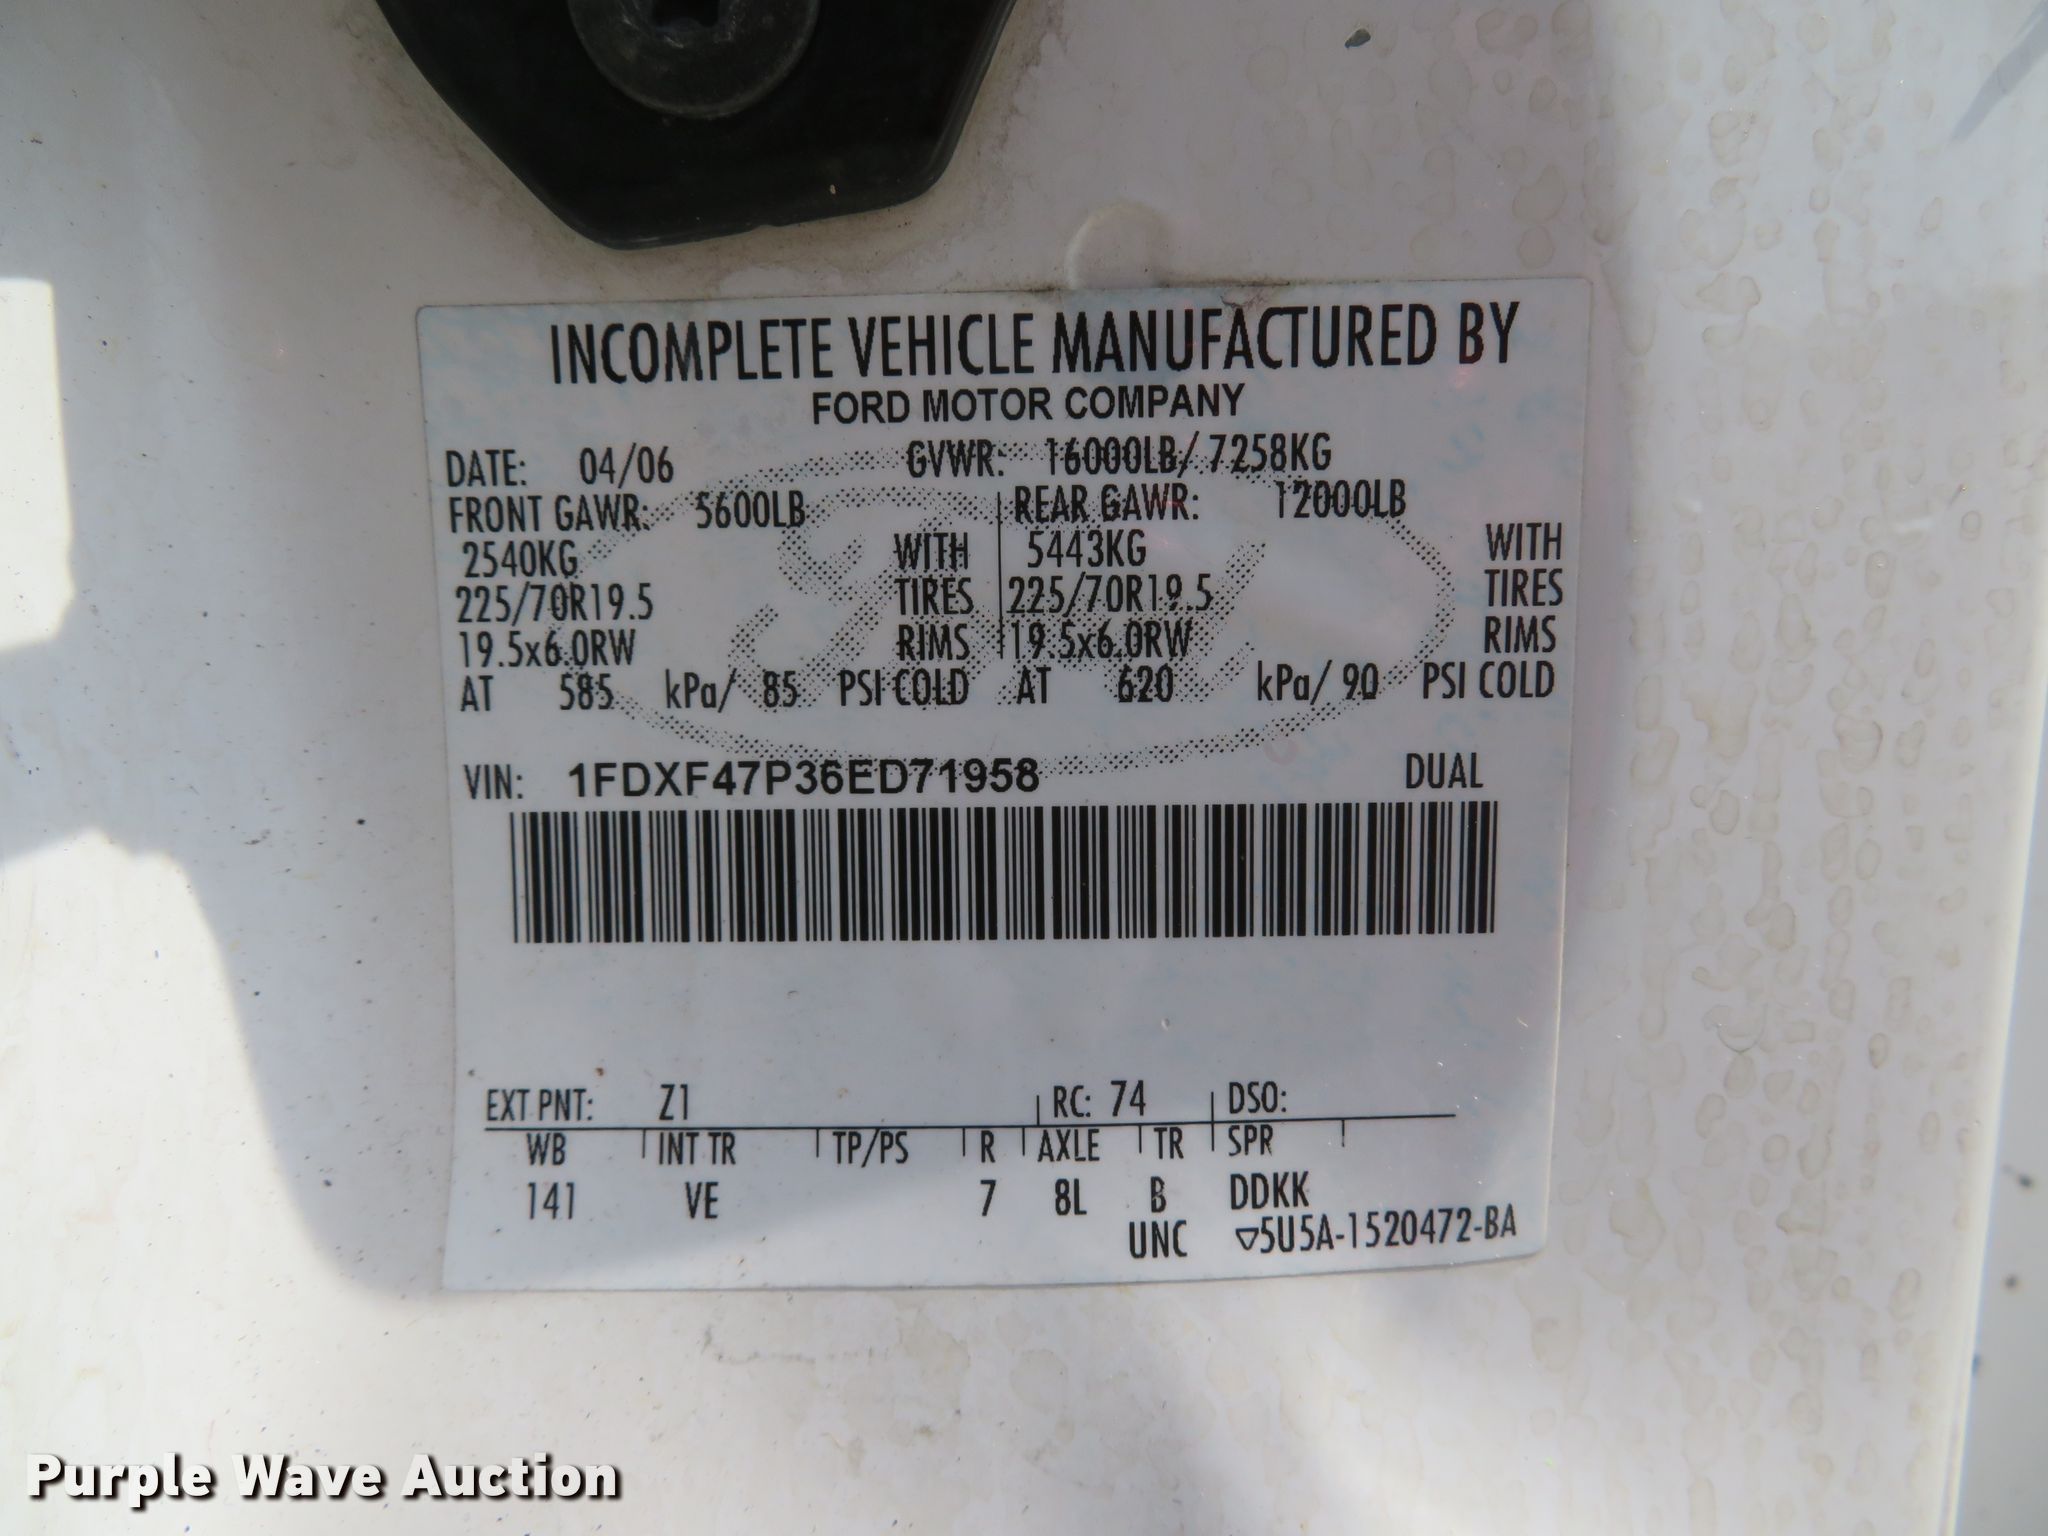 INCOMPLETE VEHICLE MANUFACTURED BY
FORD MOTOR COMPANY
DATE: 04/06 GVWR: 16000LB/ 7258KG
FRONT GAWR: 5600LB REAR GAWR: 12000LB
2540KG WITH 5443KG WITH
225/70R19.5 TIRES 225/70R19.5 TIRES
19.5x6.0RW RIMS 19.5x6.0RW RIMS
AT 585 kPa/ 85 PSI COLD AT 620 kPa/ 90 PSI COLD
Ford
VIN: 1FDXF47P36ED71958 DUAL
EXT PNT: Z1 RC: 74 DSO:
WB INT TR TP/PS R AXLE TR SPR
141 VE 7 8L B DDKK
UNC ▽5U5A-1520472-BA
Purple Wave Auction